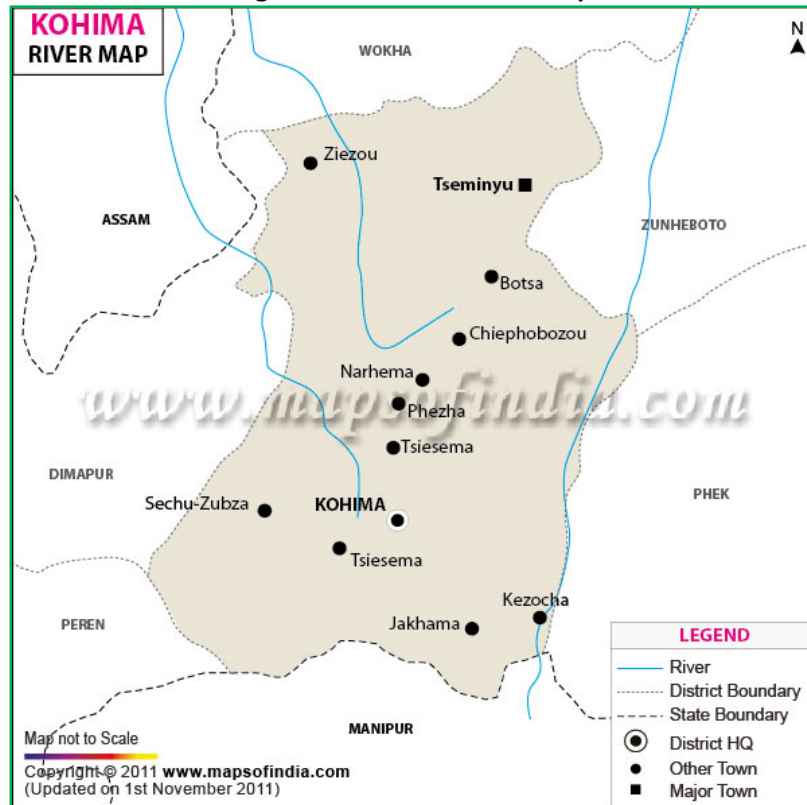 KOHIMA
RIVER MAP
N
WOKHA
Ziezou
Tseminyu
ASSAM
ZUNHEBOTO
Botsa
Chiephobozou
Narhema
www.mapsofindia.com
Phezha
Tsiesema
DIMAPUR
PHEK
Sechu-Zubza
KOHIMA
Tsiesema
Kezocha
PEREN
Jakhama
LEGEND
River
District Boundary
State Boundary
District HQ
Other Town
Major Town
MANIPUR
Map not to Scale
Copyright © 2011 www.mapsofindia.com
(Updated on 1st November 2011)